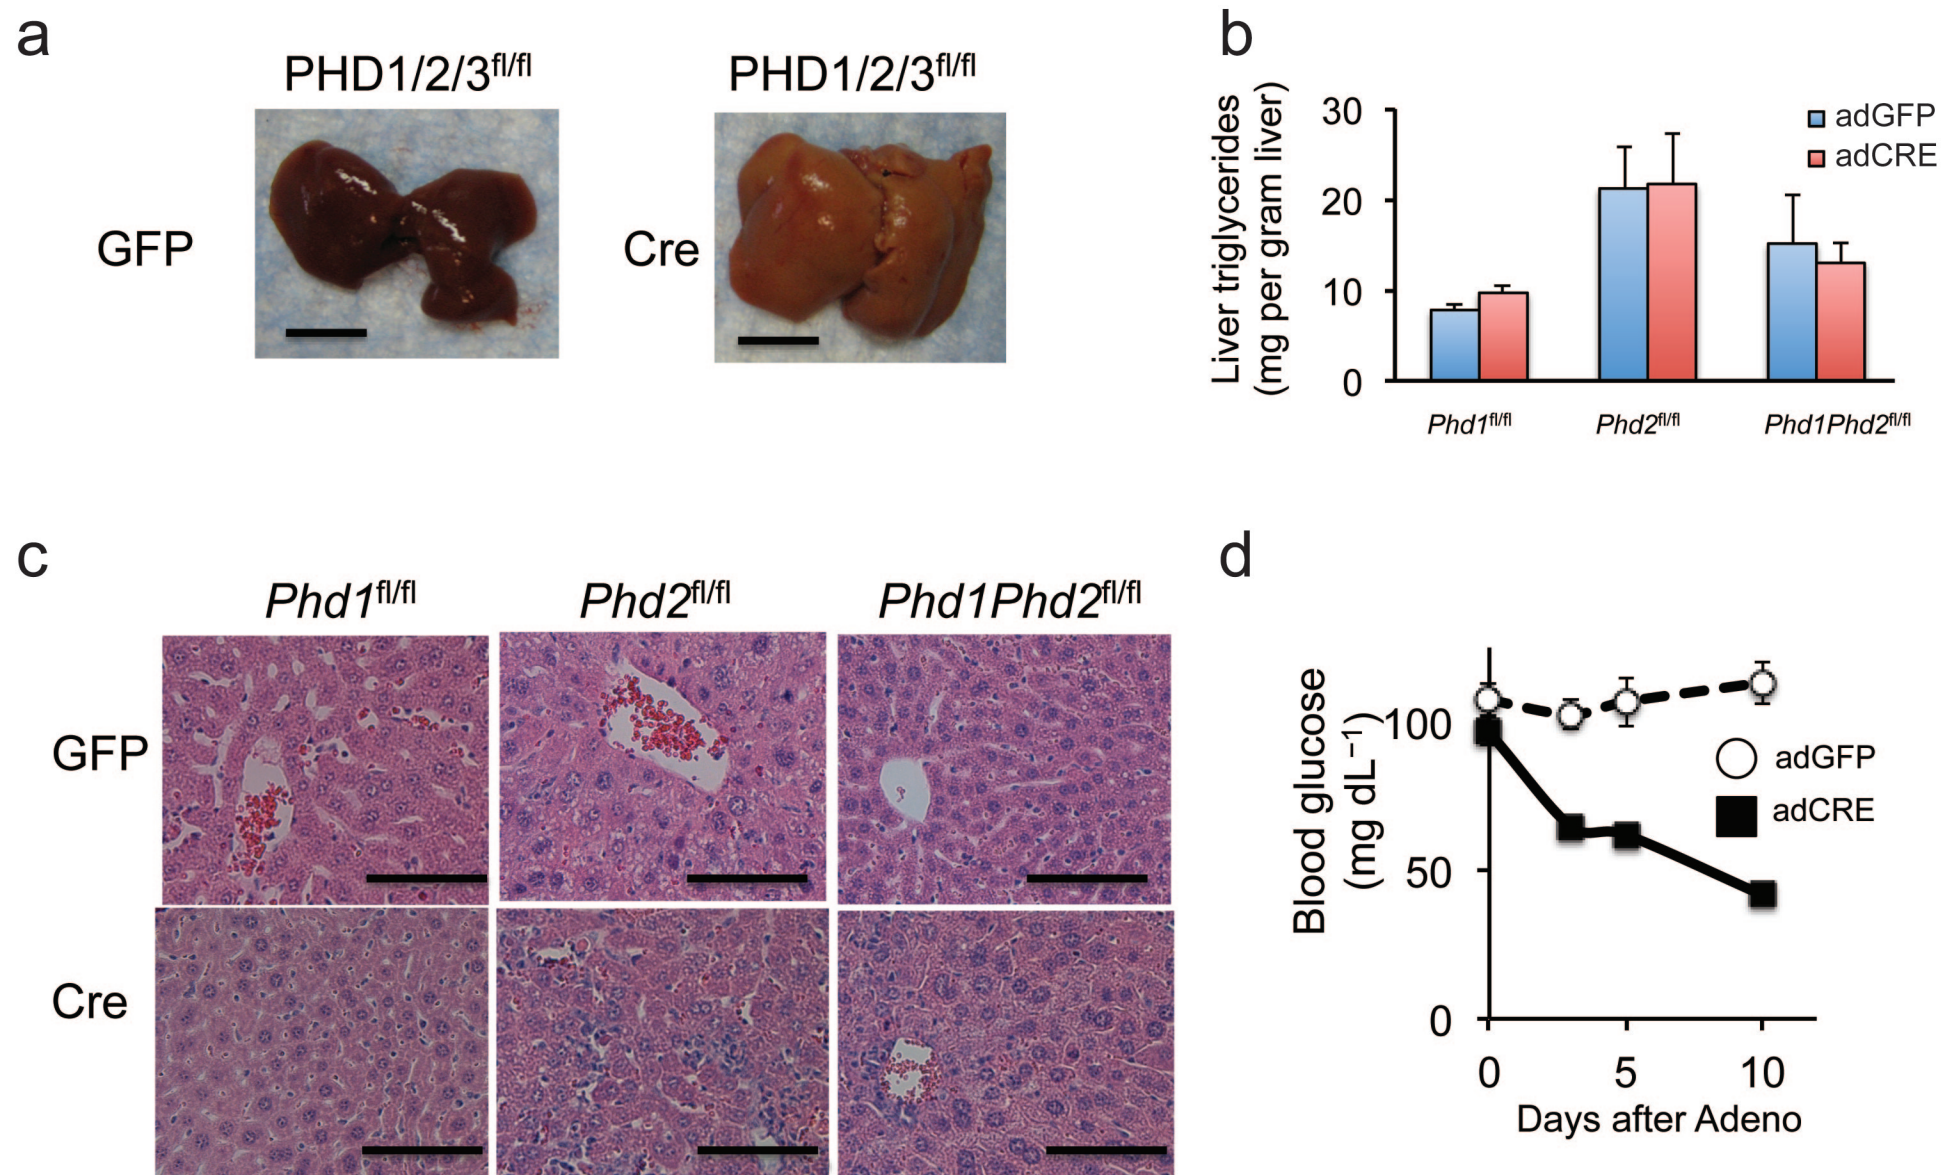 a
PHD1/2/3fl/fl
PHD1/2/3fl/fl
GFP
Cre
b
Liver triglycerides
(mg per gram liver)
30
20
10
0
adGFP
adCRE
Phd1fl/fl
Phd2fl/fl
Phd1Phd2fl/fl
c
Phd1fl/fl
Phd2fl/fl
Phd1Phd2fl/fl
GFP
Cre
d
Blood glucose
(mg dL−1)
100
50
0
adGFP
adCRE
0
5
10
Days after Adeno